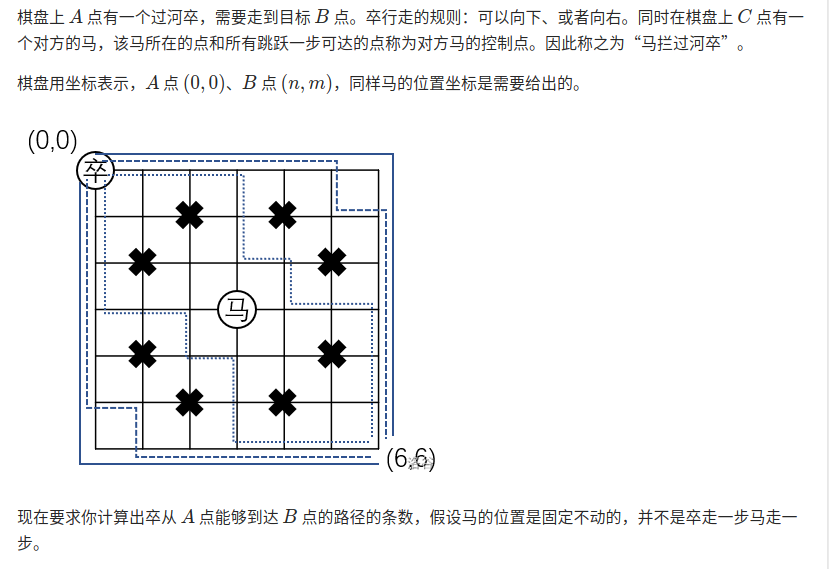 棋盘上 A 点有一个过河卒，需要走到目标 B 点。卒行走的规则：可以向下、或者向右。同时在棋盘上 C 点有一
个对方的马，该马所在的点和所有跳跃一步可达的点称为对方马的控制点。因此称之为“马拦过河卒”。
棋盘用坐标表示，A 点 (0, 0)、B 点 (n, m)，同样马的位置坐标是需要给出的。
(0,0)
卒
马
(6,6)
现在要求你计算出卒从 A 点能够到达 B 点的路径的条数，假设马的位置是固定不动的，并不是卒走一步马走一
步。